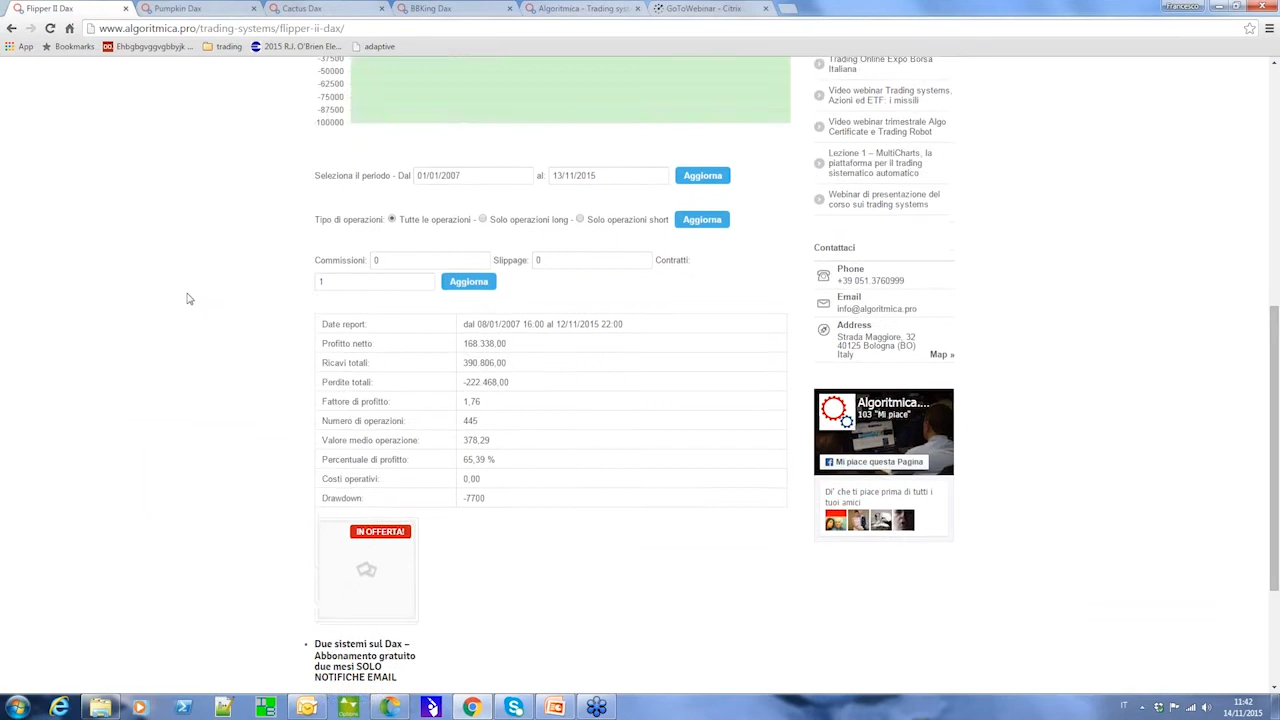 Flipper II Dax
Pumpkin Dax
Cactus Dax
BBKing Dax
Algoritmica - Trading sys
GoToWebinar - Citrix
Francesco
www.algoritmica.pro/trading-systems/flipper-ii-dax/
App
Bookmarks
Ehbgbgvggvgbbyjk ...
trading
2015 R.J. O'Brien Ele...
adaptive
-37500
-50000
-62500
-75000
-87500
100000
Seleziona il periodo - Dal 01/01/2007 al: 13/11/2015 Aggiorna
Tipo di operazioni: Tutte le operazioni - Solo operazioni long - Solo operazioni short Aggiorna
Commissioni: 0 Slippage: 0 Contratti:
1 Aggiorna
Date report: dal 08/01/2007 16:00 al 12/11/2015 22:00
Profitto netto 168.338,00
Ricavi totali: 390.806,00
Perdite totali: -222.468,00
Fattore di profitto: 1,76
Numero di operazioni: 445
Valore medio operazione: 378,29
Percentuale di profitto: 65,39 %
Costi operativi: 0,00
Drawdown: -7700
IN OFFERTA!
Due sistemi sul Dax –
Abbonamento gratuito
due mesi SOLO
NOTIFICHE EMAIL
Trading Online Expo Borsa
Italiana
Video webinar Trading systems,
Azioni ed ETF: i missili
Video webinar trimestrale Algo
Certificate e Trading Robot
Lezione 1 – MultiCharts, la
piattaforma per il trading
sistematico automatico
Webinar di presentazione del
corso sui trading systems
Contattaci
Phone
+39 051.3760999
Email
info@algoritmica.pro
Address
Strada Maggiore, 32
40125 Bologna (BO)
Italy
Map »
Algoritmica....
103 "Mi piace"
Mi piace questa Pagina
Di' che ti piace prima di tutti i
tuoi amici
Options
IT
11:42
14/11/2015